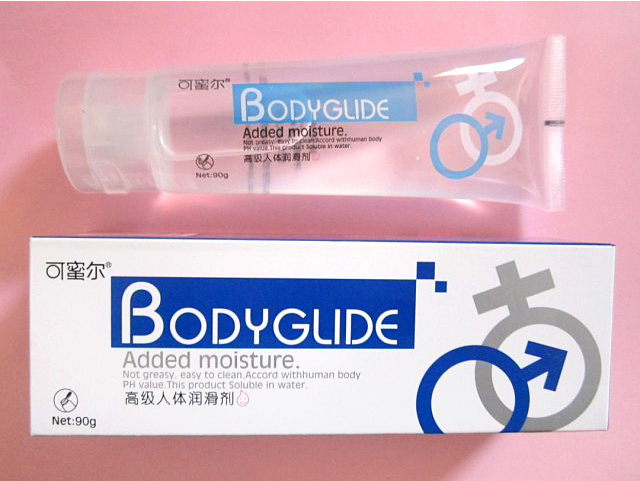 可蜜尔®
BODYGLIDE
Added moisture.
Not greasy. easy to clean.Accord withhuman body
PH value.This product Soluble in water.
高级人体润滑剂
Net:90g
可蜜尔®
BODYGLIDE
Added moisture.
Not greasy. easy to clean.Accord withhuman body
PH value.This product Soluble in water.
高级人体润滑剂
Net:90g